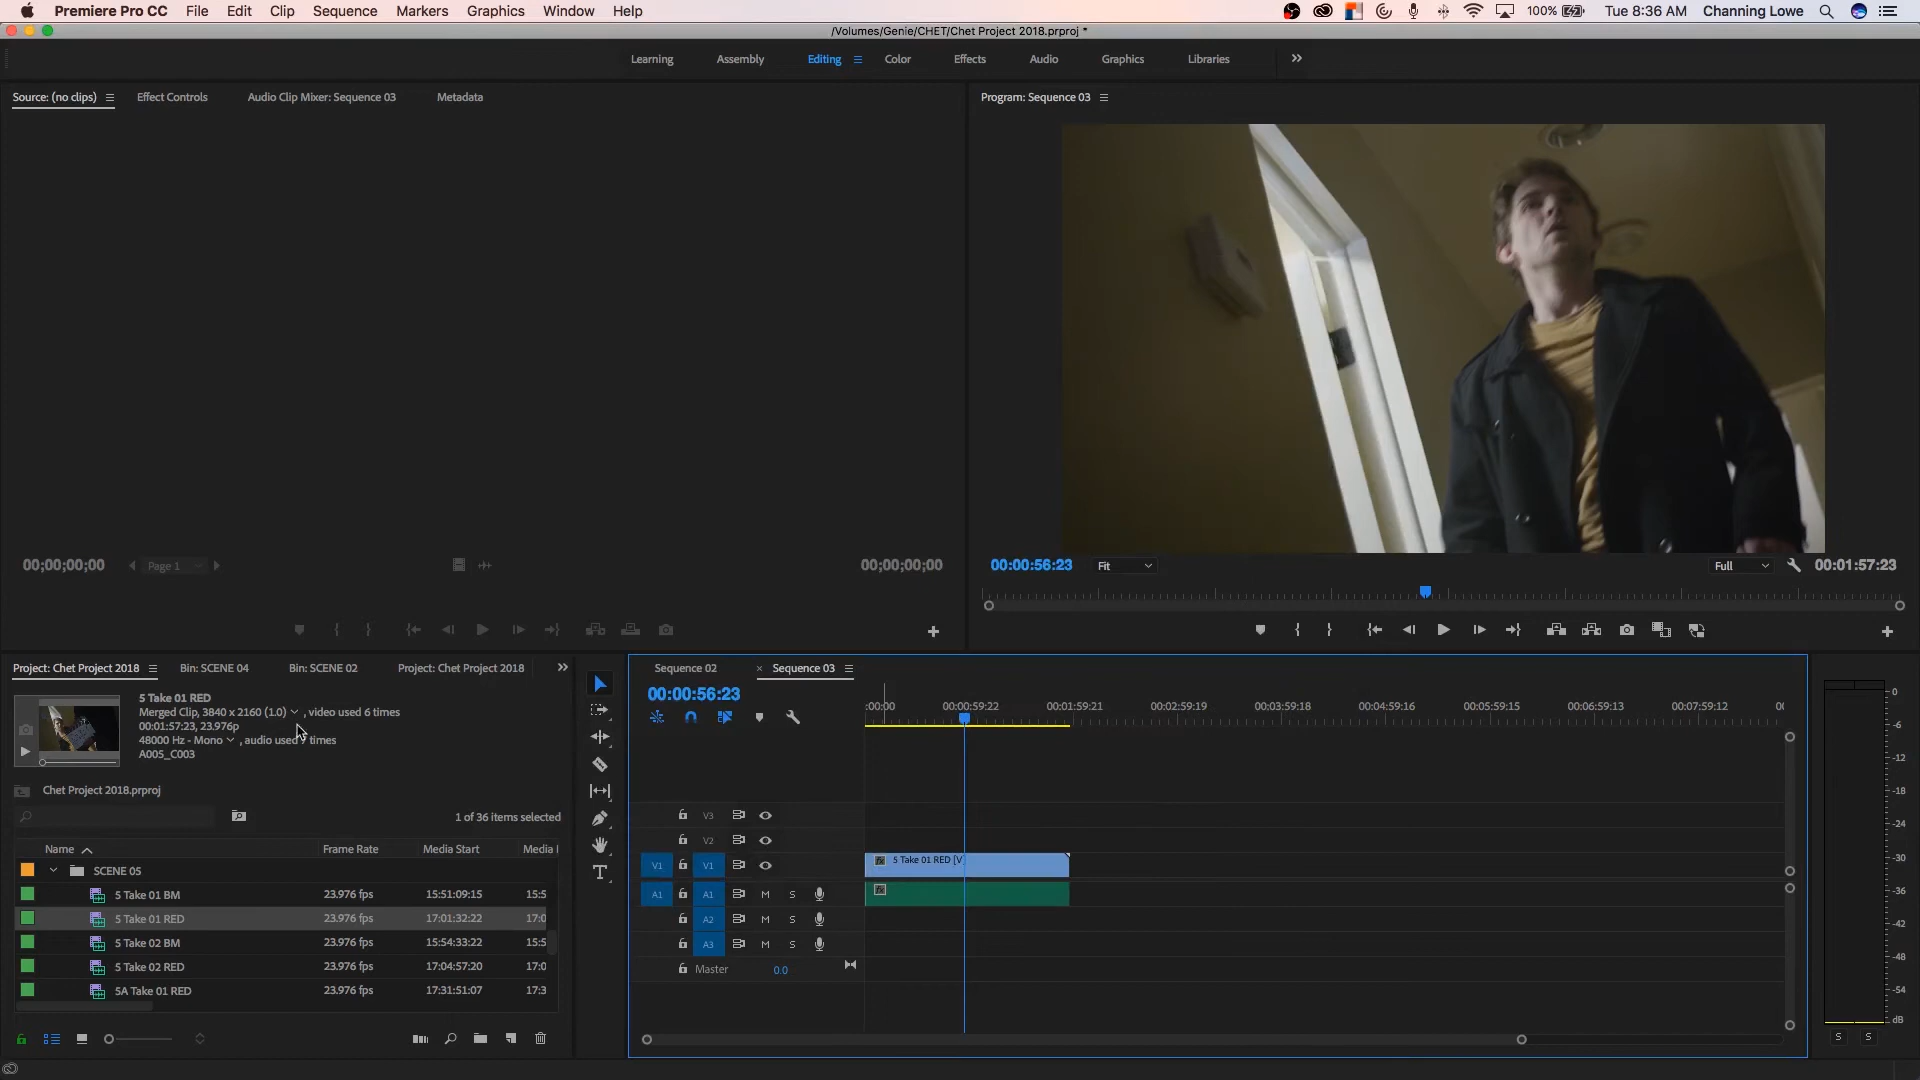 Premiere Pro CC File Edit Clip Sequence Markers Graphics Window Help 100% Tue 8:36 AM Channing Lowe
/Volumes/Genie/CHET/Chet Project 2018.prproj *
Learning Assembly Editing Color Effects Audio Graphics Libraries
Source: (no clips) Effect Controls Audio Clip Mixer: Sequence 03 Metadata
Program: Sequence 03
00;00;00;00 Page 1 00;00;00;00
00:00:56:23 Fit Full 00:01:57:23
Project: Chet Project 2018 Bin: SCENE 04 Bin: SCENE 02 Project: Chet Project 2018
5 Take 01 RED
Merged Clip, 3840 x 2160 (1.0) , video used 6 times
00:01:57:23, 23.976p
48000 Hz - Mono , audio used times
A005_C003
Chet Project 2018.prproj
1 of 36 items selected
Name Frame Rate Media Start Media
SCENE 05
5 Take 01 BM 23.976 fps 15:51:09:15 15:5
5 Take 01 RED 23.976 fps 17:01:32:22 17:0
5 Take 02 BM 23.976 fps 15:54:33:22 15:5
5 Take 02 RED 23.976 fps 17:04:57:20 17:0
5A Take 01 RED 23.976 fps 17:31:51:07 17:3
Sequence 02 × Sequence 03
00:00:56:23
:00:00 00:00:59:22 00:01:59:21 00:02:59:19 00:03:59:18 00:04:59:16 00:05:59:15 00:06:59:13 00:07:59:12 00
V3
V2
V1 V1 5 Take 01 RED [V
A1 A1 M S
A2 M S
A3 M S
Master 0.0
0
-6
-12
-18
-24
-30
-36
-42
-48
-54
dB
S S
T